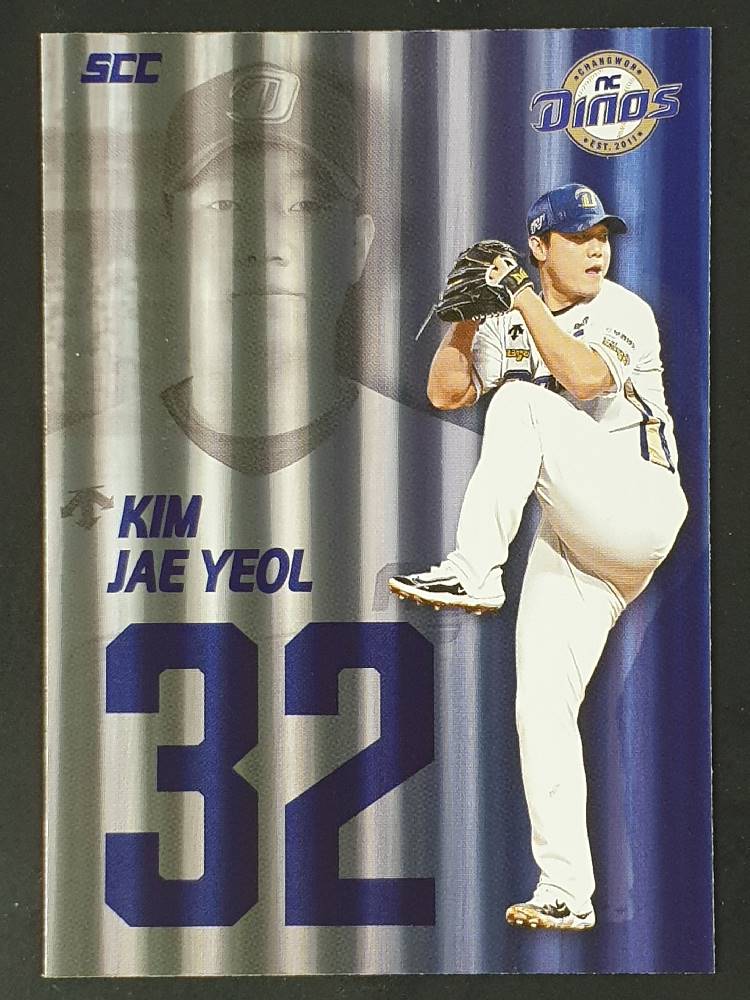 SCC
CHANGWON
NC
DINOS
EST. 2011
KIM
JAE YEOL
32